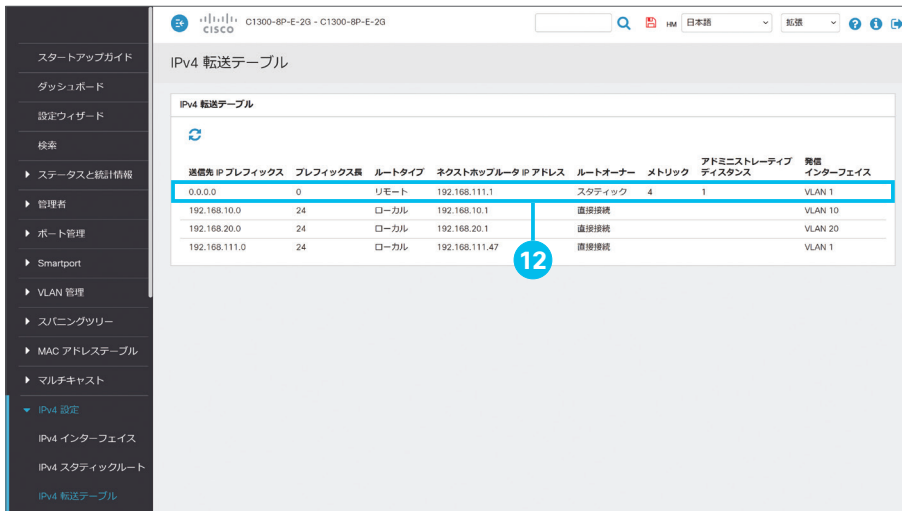 CISCO
C1300-8P-E-2G - C1300-8P-E-2G
HM 日本語
拡張
スタートアップガイド
ダッシュボード
設定ウィザード
検索
ステータスと統計情報
管理者
ポート管理
Smartport
VLAN 管理
スパニングツリー
MAC アドレステーブル
マルチキャスト
IPv4 設定
IPv4 インターフェイス
IPv4 スタティックルート
IPv4 転送テーブル
IPv4 転送テーブル
IPv4 転送テーブル
送信先 IP プレフィックス プレフィックス長 ルートタイプ ネクストホップルータ IP アドレス ルートオーナー メトリック アドミニストレーティブ ディスタンス 発信 インターフェイス
0.0.0.0 0 リモート 192.168.111.1 スタティック 4 1 VLAN 1
192.168.10.0 24 ローカル 192.168.10.1 直接接続 VLAN 10
192.168.20.0 24 ローカル 192.168.20.1 直接接続 VLAN 20
192.168.111.0 24 ローカル 192.168.111.47 直接接続 VLAN 1
12